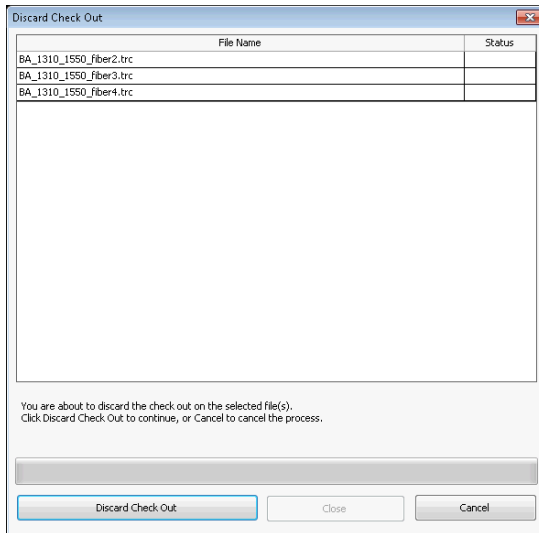 Discard Check Out
File Name Status
BA_1310_1550_fiber2.trc
BA_1310_1550_fiber3.trc
BA_1310_1550_fiber4.trc
You are about to discard the check out on the selected file(s).
Click Discard Check Out to continue, or Cancel to cancel the process.
Discard Check Out Close Cancel